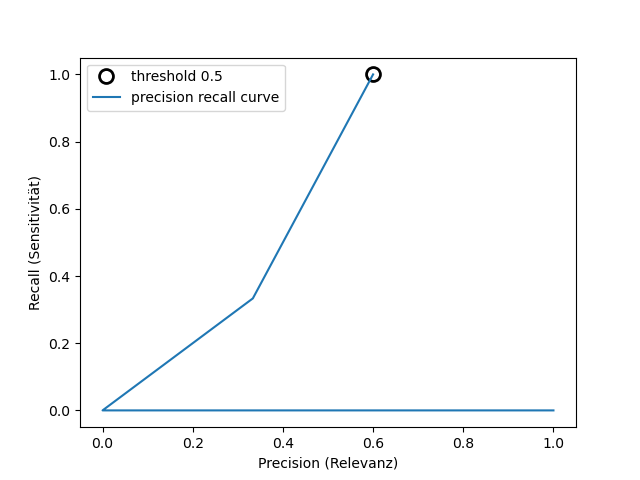 threshold 0.5
precision recall curve
1.0
0.8
0.6
0.4
0.2
0.0
Recall (Sensitivität)
0.0 0.2 0.4 0.6 0.8 1.0
Precision (Relevanz)